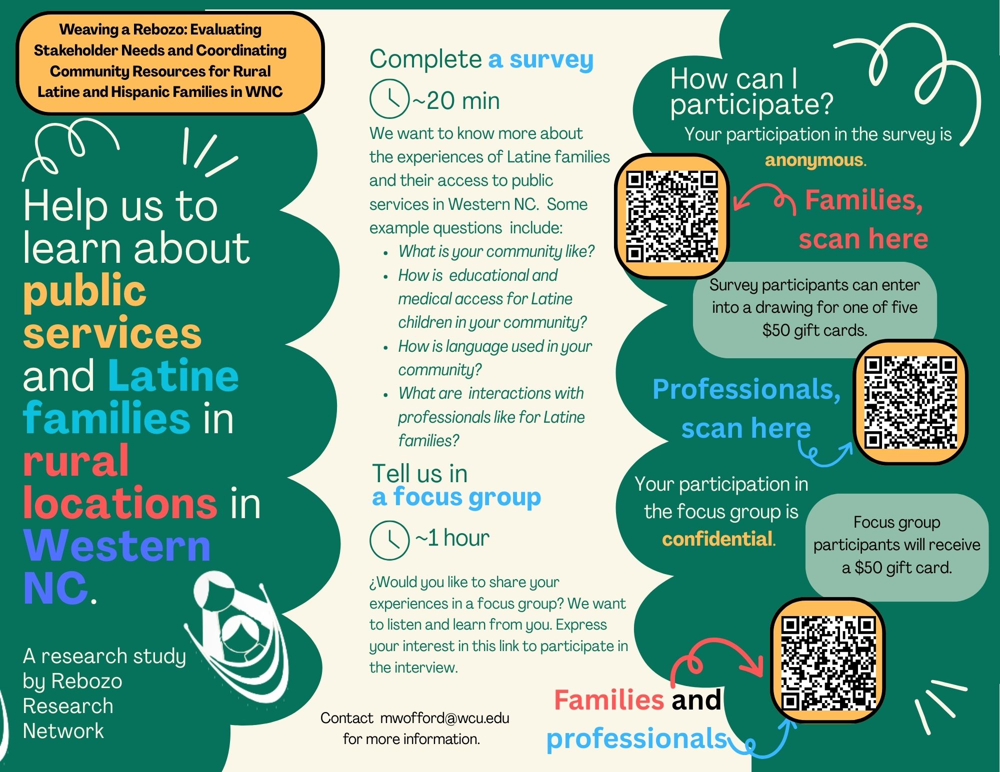 Weaving a Rebozo: Evaluating
Stakeholder Needs and Coordinating
Community Resources for Rural
Latine and Hispanic Families in WNC
Help us to
learn about
public
services
and Latine
families in
rural
locations in
Western
NC.
A research study
by Rebozo
Research
Network
Complete a survey
~20 min
We want to know more about
the experiences of Latine families
and their access to public
services in Western NC. Some
example questions include:
• What is your community like?
• How is educational and
medical access for Latine
children in your community?
• How is language used in your
community?
• What are interactions with
professionals like for Latine
families?
Tell us in
a focus group
~1 hour
¿Would you like to share your
experiences in a focus group? We want
to listen and learn from you. Express
your interest in this link to participate in
the interview.
Contact mwofford@wcu.edu
for more information.
How can I
participate?
Your participation in the survey is
anonymous.
Families,
scan here
Survey participants can enter
into a drawing for one of five
$50 gift cards.
Professionals,
scan here
Your participation in
the focus group is
confidential.
Focus group
participants will receive
a $50 gift card.
Families and
professionals